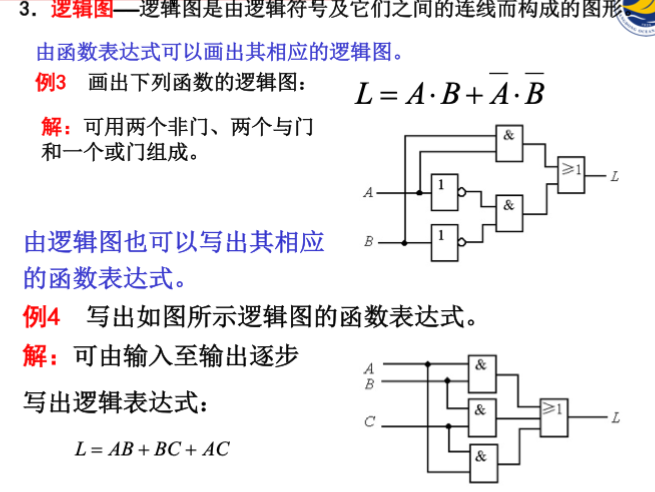 3．逻辑图——逻辑图是由逻辑符号及它们之间的连线而构成的图形
由函数表达式可以画出其相应的逻辑图。
例3 画出下列函数的逻辑图：
L = A·B + A̅·B̅
解：可用两个非门、两个与门
和一个或门组成。
&
≥1
L
A
1
&
B
1
由逻辑图也可以写出其相应
的函数表达式。
例4 写出如图所示逻辑图的函数表达式。
解：可由输入至输出逐步
写出逻辑表达式：
L = AB + BC + AC
A
B
C
&
&
&
≥1
L